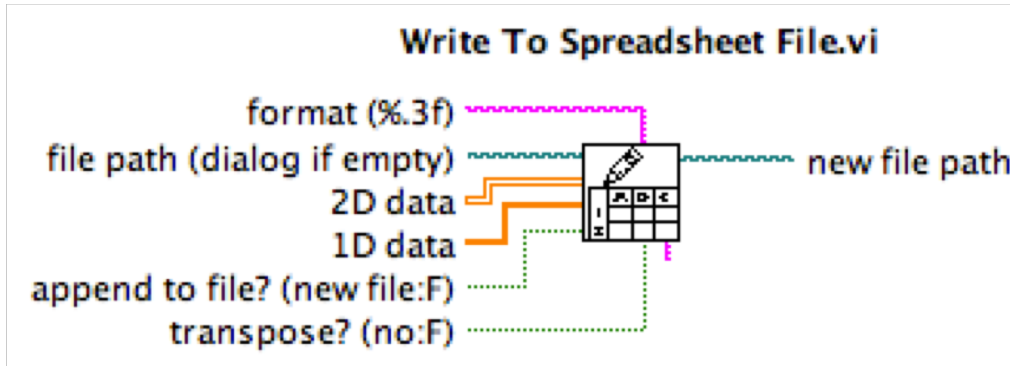 Write To Spreadsheet File.vi
format (%.3f)
file path (dialog if empty)
new file path
2D data
1D data
append to file? (new file:F)
transpose? (no:F)